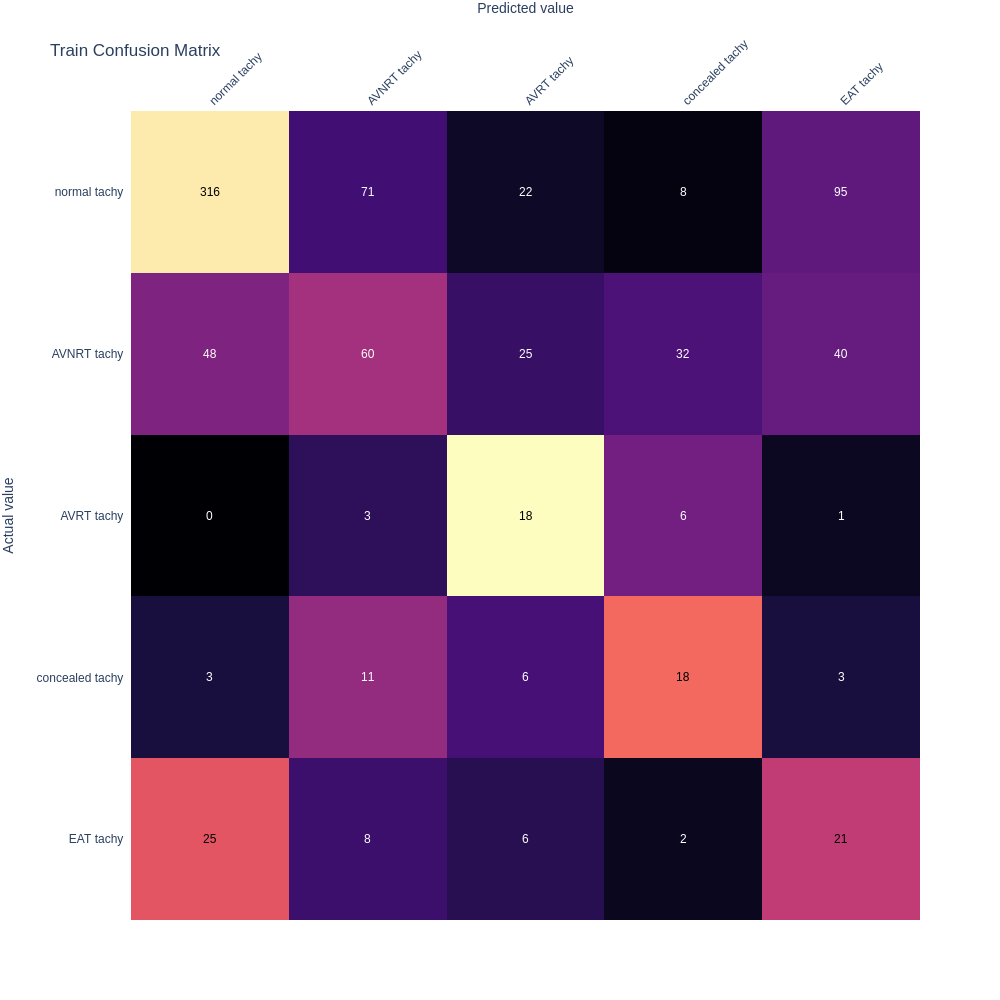 Predicted value
Train Confusion Matrix
normal tachy
AVNRT tachy
AVRT tachy
concealed tachy
EAT tachy
normal tachy 316 71 22 8 95
AVNRT tachy 48 60 25 32 40
Actual value
AVRT tachy 0 3 18 6 1
concealed tachy 3 11 6 18 3
EAT tachy 25 8 6 2 21